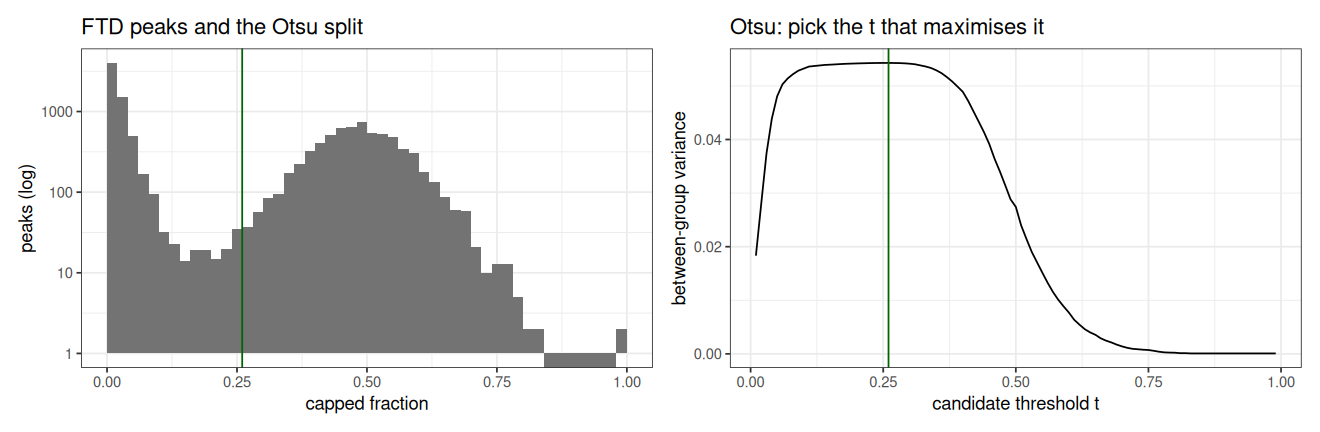 FTD peaks and the Otsu split
peaks (log)
1000
100
10
1
0.00 0.25 0.50 0.75 1.00
capped fraction
Otsu: pick the t that maximises it
between-group variance
0.04
0.02
0.00
0.00 0.25 0.50 0.75 1.00
candidate threshold t